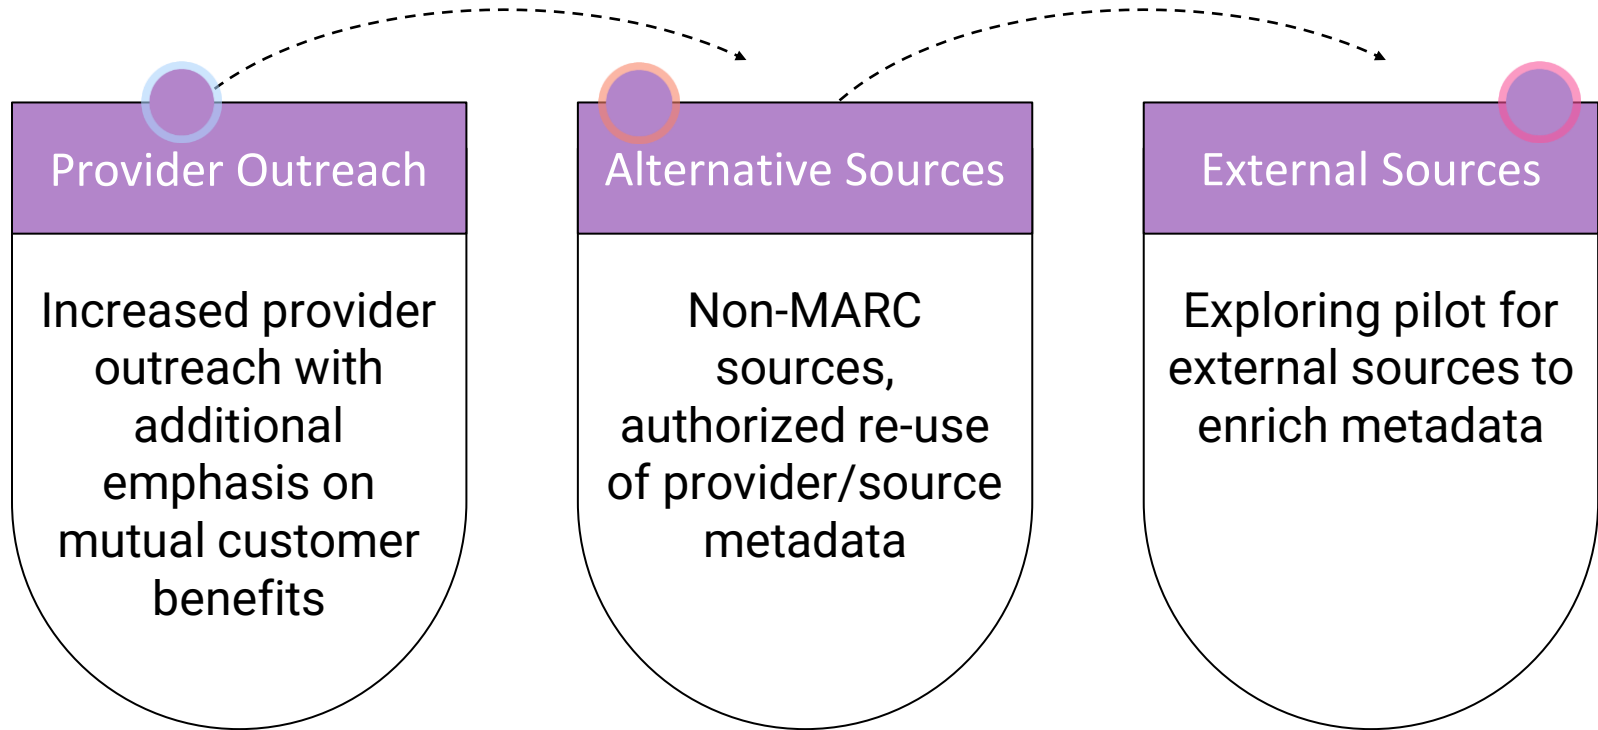 Provider Outreach
Increased provider
outreach with
additional
emphasis on
mutual customer
benefits
Alternative Sources
Non-MARC
sources,
authorized re-use
of provider/source
metadata
External Sources
Exploring pilot for
external sources to
enrich metadata